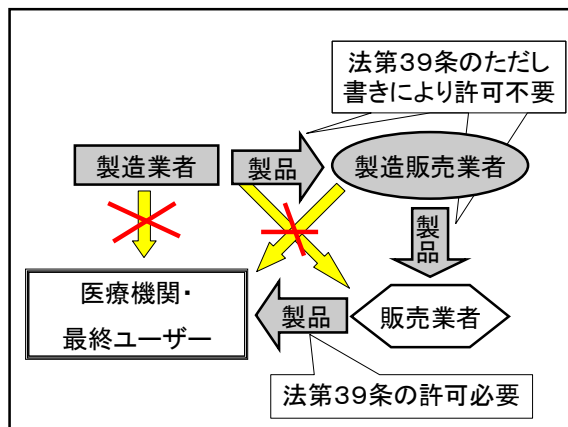 法第39条のただし
書きにより許可不要
製造業者
製品
製造販売業者
製品
医療機関・
最終ユーザー
製品
販売業者
法第39条の許可必要